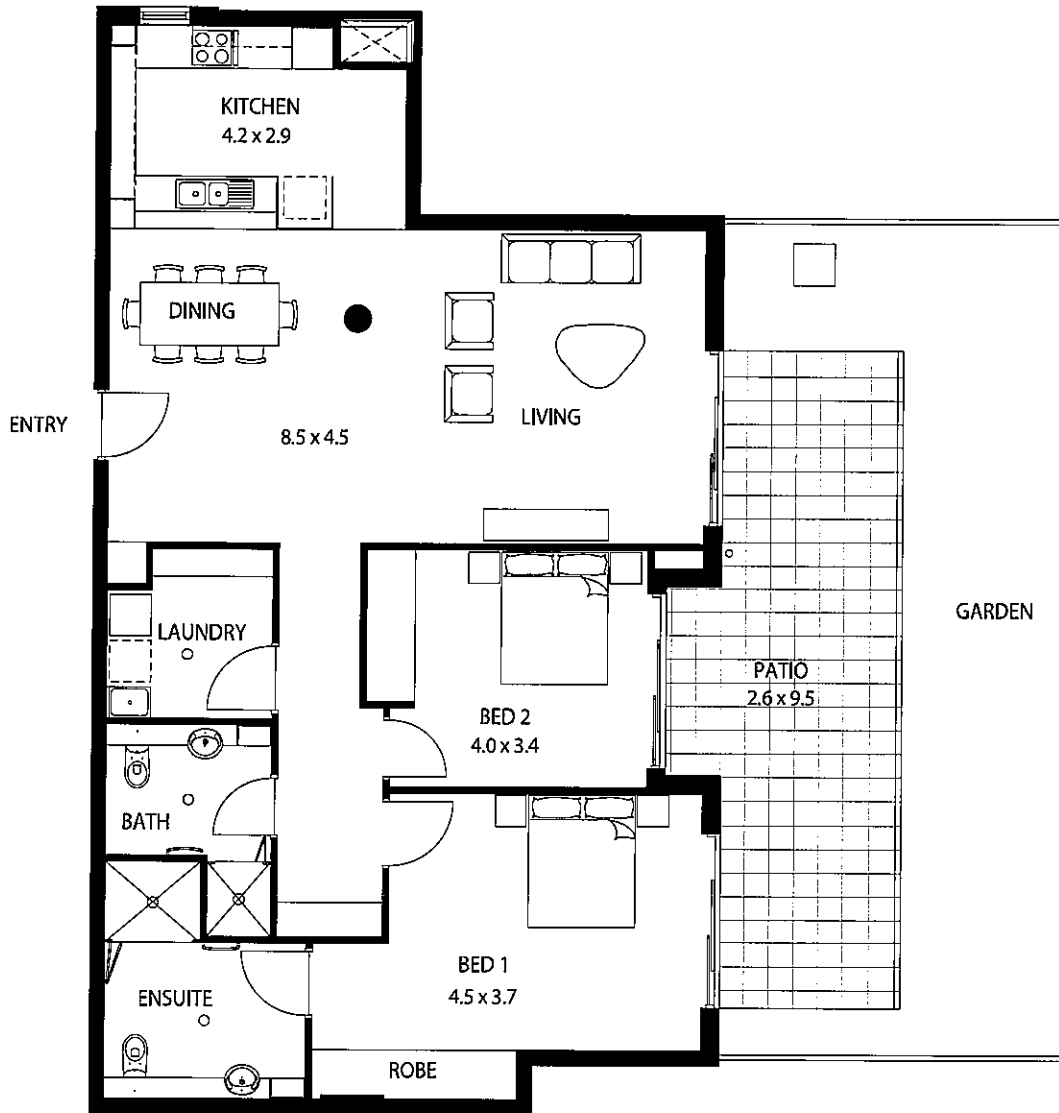 KITCHEN
4.2 x 2.9
DINING
ENTRY
LIVING
8.5 x 4.5
LAUNDRY
GARDEN
PATIO
2.6 x 9.5
BED 2
4.0 x 3.4
BATH
BED 1
4.5 x 3.7
ENSUITE
ROBE